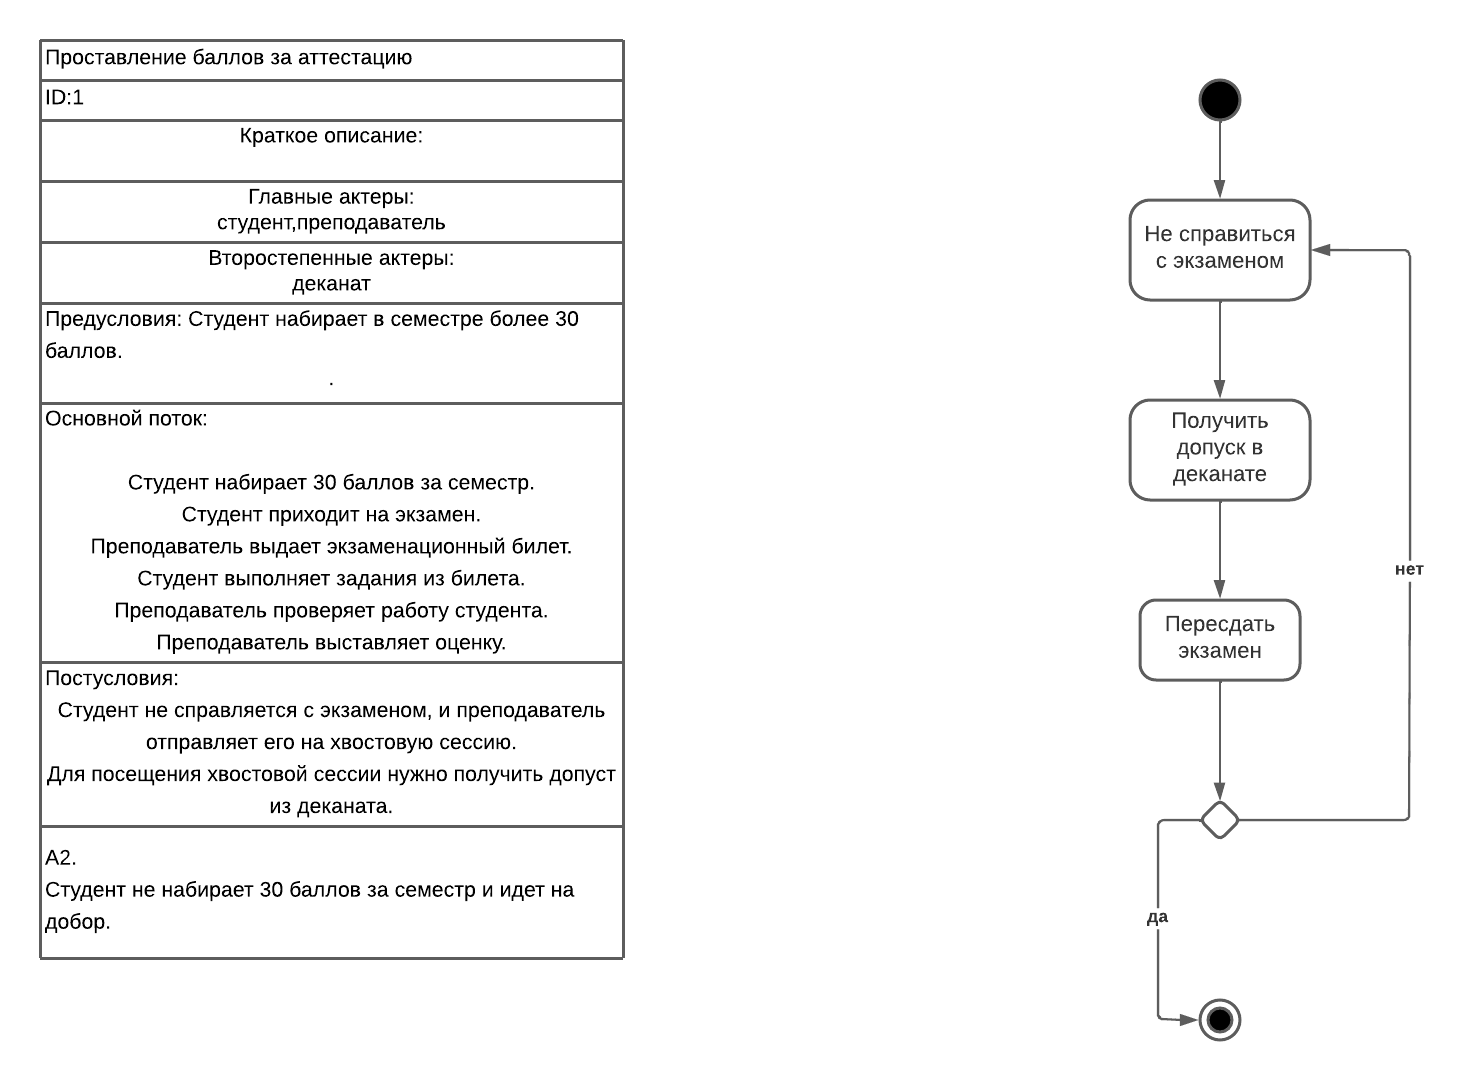 Проставление баллов за аттестацию
ID:1
Краткое описание:
Главные актеры:
студент,преподаватель
Второстепенные актеры:
деканат
Предусловия: Студент набирает в семестре более 30
баллов.
.
Основной поток:
Студент набирает 30 баллов за семестр.
Студент приходит на экзамен.
Преподаватель выдает экзаменационный билет.
Студент выполняет задания из билета.
Преподаватель проверяет работу студента.
Преподаватель выставляет оценку.
Постусловия:
Студент не справляется с экзаменом, и преподаватель
отправляет его на хвостовую сессию.
Для посещения хвостовой сессии нужно получить допуст
из деканата.
А2.
Студент не набирает 30 баллов за семестр и идет на
добор.
Не справиться
с экзаменом
Получить
допуск в
деканате
нет
Пересдать
экзамен
да